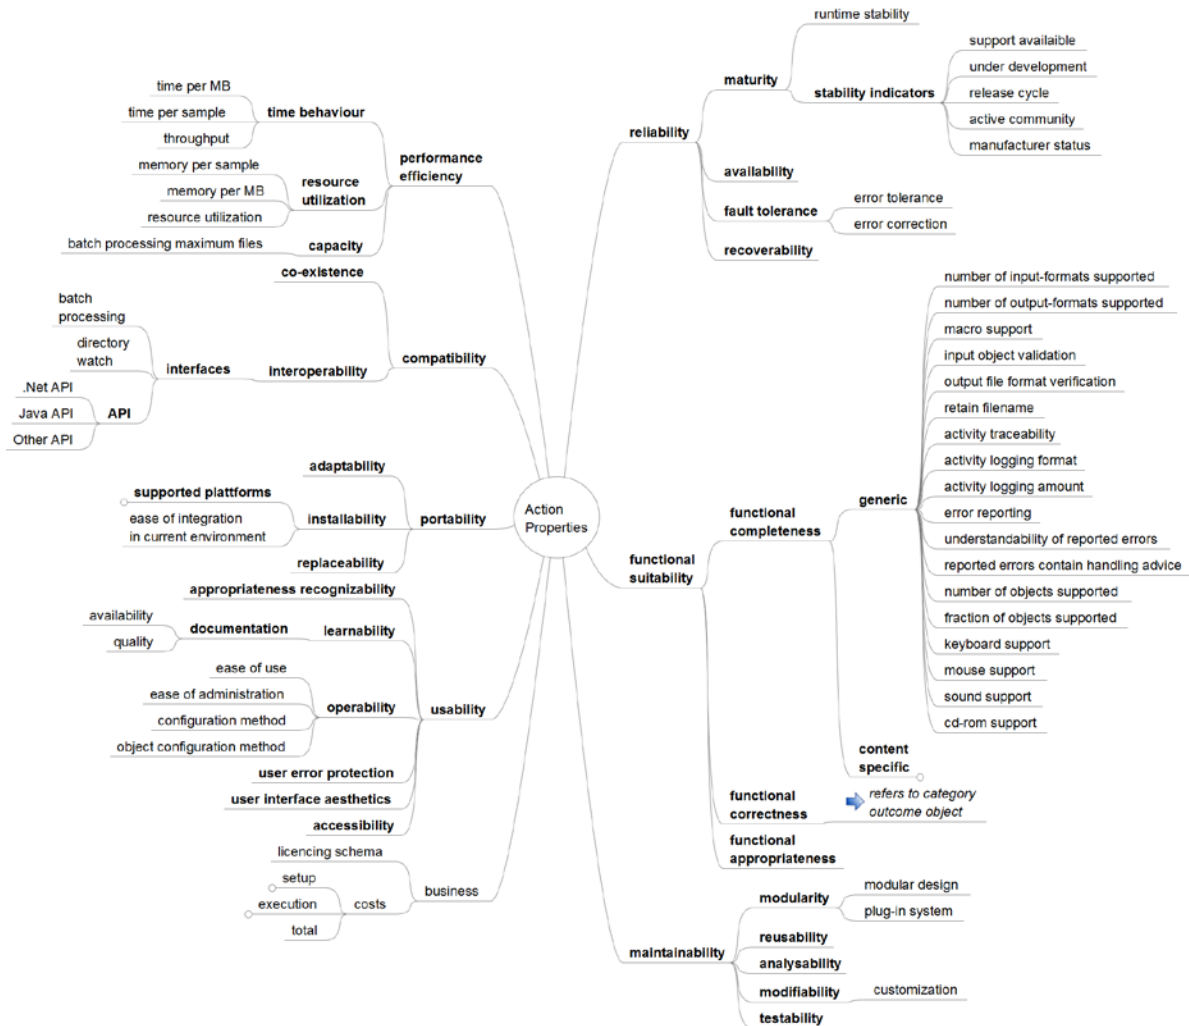 Action
Properties
performance
efficiency
time behaviour
time per MB
time per sample
throughput
resource
utilization
memory per sample
memory per MB
resource utilization
capacity
batch processing maximum files
compatibility
co-existence
interoperability
interfaces
batch
processing
directory
watch
API
.Net API
Java API
Other API
portability
adaptability
installability
supported plattforms
ease of integration
in current environment
replaceability
usability
appropriateness recognizability
learnability
documentation
availability
quality
operability
ease of use
ease of administration
configuration method
object configuration method
user error protection
user interface aesthetics
accessibility
business
licencing schema
costs
setup
execution
total
reliability
maturity
runtime stability
stability indicators
support availaible
under development
release cycle
active community
manufacturer status
availability
fault tolerance
error tolerance
error correction
recoverability
functional
suitability
functional
completeness
generic
number of input-formats supported
number of output-formats supported
macro support
input object validation
output file format verification
retain filename
activity traceability
activity logging format
activity logging amount
error reporting
understandability of reported errors
reported errors contain handling advice
number of objects supported
fraction of objects supported
keyboard support
mouse support
sound support
cd-rom support
content
specific
functional
correctness
refers to category
outcome object
functional
appropriateness
maintainability
modularity
modular design
plug-in system
reusability
analysability
modifiability
customization
testability